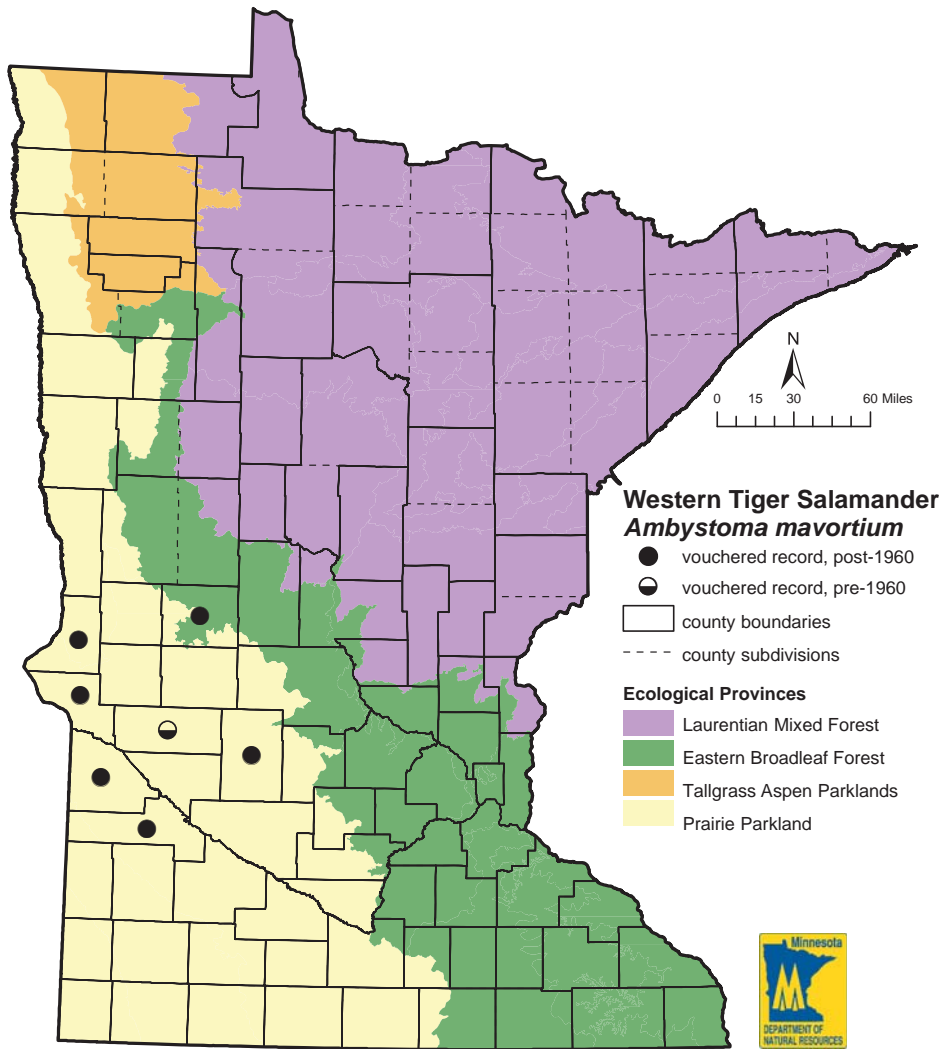 N
0 15 30 60 Miles
Western Tiger Salamander
Ambystoma mavortium
vouchered record, post-1960
vouchered record, pre-1960
county boundaries
county subdivisions
Ecological Provinces
Laurentian Mixed Forest
Eastern Broadleaf Forest
Tallgrass Aspen Parklands
Prairie Parkland
Minnesota
M
DEPARTMENT OF
NATURAL RESOURCES